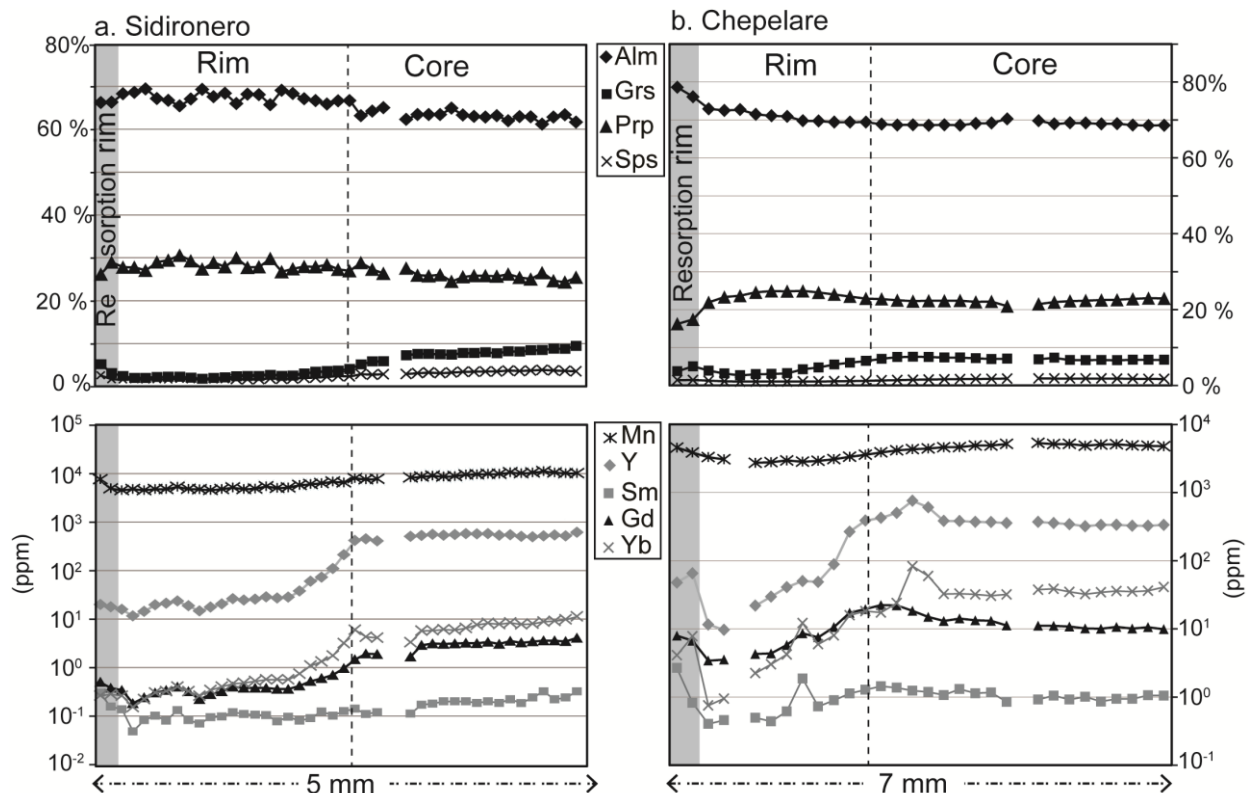 a. Sidironero
b. Chepelare
80%
60 %
40 %
20 %
0 %
Rim
Core
Re sorption rim
Alm
Grs
Prp
Sps
Rim
Core
Resorption rim
80 %
60 %
40 %
20 %
0 %
10^5
10^4
10^3
10^2
10^1
10^0
10^-1
10^-2
(ppm)
Mn
Y
Sm
Gd
Yb
10^4
10^3
10^2
10^1
10^0
10^-1
(ppm)
5 mm
7 mm